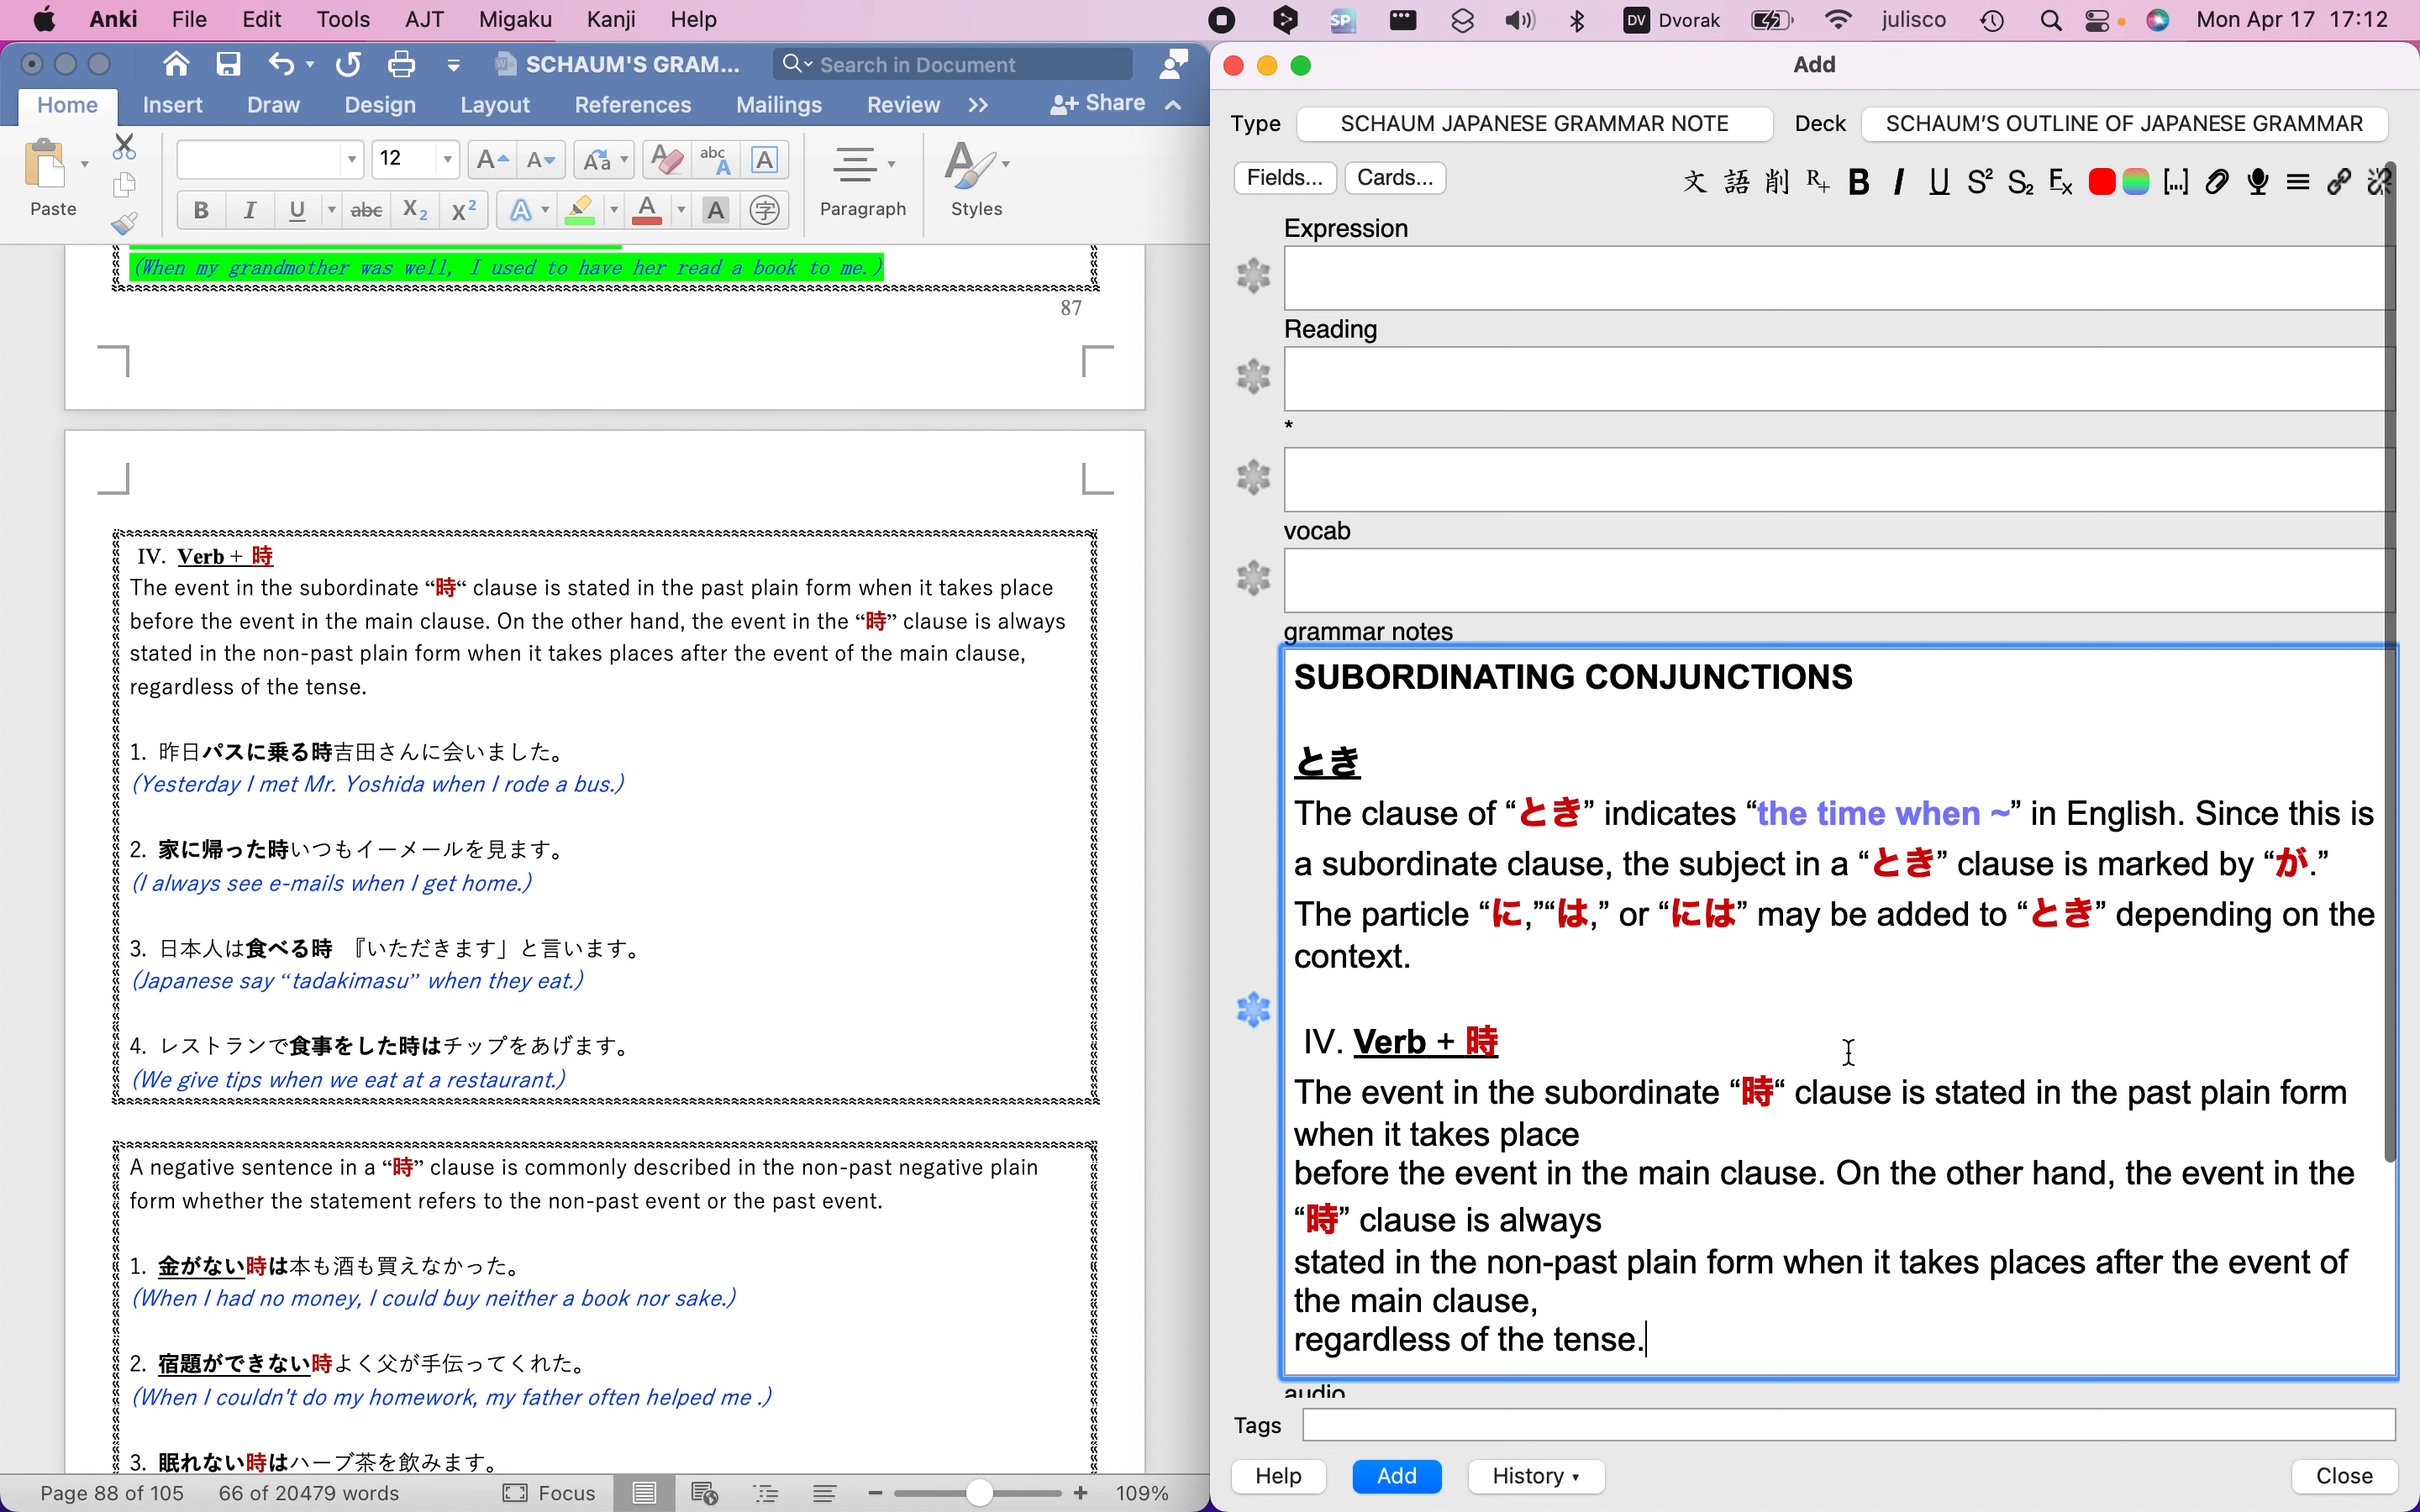 Anki File Edit Tools AJT Migaku Kanji Help
SP DV Dvorak julisco Mon Apr 17 17:12
SCHAUM'S GRAM... Search in Document
Home Insert Draw Design Layout References Mailings Review >> Share
Paste 12 Paragraph Styles
(When my grandmother was well, I used to have her read a book to me.)
87
IV. Verb + 時
The event in the subordinate “時“ clause is stated in the past plain form when it takes place
before the event in the main clause. On the other hand, the event in the “時” clause is always
stated in the non-past plain form when it takes places after the event of the main clause,
regardless of the tense.
1. 昨日バスに乗る時吉田さんに会いました。
(Yesterday I met Mr. Yoshida when I rode a bus.)
2. 家に帰った時いつもイーメールを見ます。
(I always see e-mails when I get home.)
3. 日本人は食べる時 『いただきます」と言います。
(Japanese say “tadakimasu” when they eat.)
4. レストランで食事をした時はチップをあげます。
(We give tips when we eat at a restaurant.)
A negative sentence in a “時” clause is commonly described in the non-past negative plain
form whether the statement refers to the non-past event or the past event.
1. 金がない時は本も酒も買えなかった。
(When I had no money, I could buy neither a book nor sake.)
2. 宿題ができない時よく父が手伝ってくれた。
(When I couldn't do my homework, my father often helped me .)
3. 眠れない時はハーブ茶を飲みます。
Page 88 of 105 66 of 20479 words Focus 109%
Add
Type SCHAUM JAPANESE GRAMMAR NOTE Deck SCHAUM’S OUTLINE OF JAPANESE GRAMMAR
Fields... Cards... 文 語 削 R+ B I U S² S₂ Fx [...]
Expression
Reading
*
vocab
grammar notes
SUBORDINATING CONJUNCTIONS
とき
The clause of “とき” indicates “the time when ~” in English. Since this is
a subordinate clause, the subject in a “とき” clause is marked by “が.”
The particle “に,”“は,” or “には” may be added to “とき” depending on the
context.
IV. Verb + 時
The event in the subordinate “時“ clause is stated in the past plain form
when it takes place
before the event in the main clause. On the other hand, the event in the
“時” clause is always
stated in the non-past plain form when it takes places after the event of
the main clause,
regardless of the tense.
audio
Tags
Help Add History Close